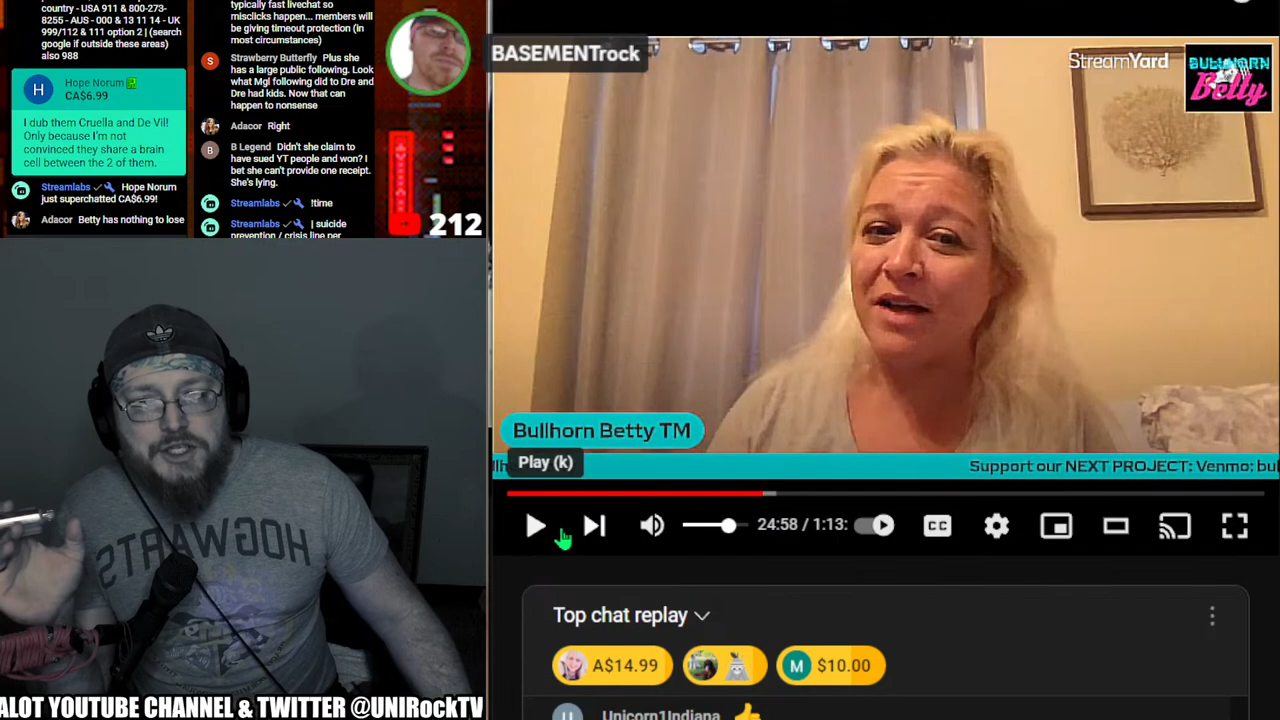 country - USA 911 & 800-273-
8255 - AUS - 000 & 13 11 14 - UK
999/112 & 111 option 2 | (search
google if outside these areas)
also 988
H
Hope Norum
CA$6.99
I dub them Cruella and De Vil!
Only because I'm not
convinced they share a brain
cell between the 2 of them.
Streamlabs Hope Norum
just superchatted CA$6.99!
Adacor Betty has nothing to lose
typically fast livechat so
misclicks happen... members will
be giving timeout protection (in
most circumstances)
S
Strawberry Butterfly Plus she
has a large public following. Look
what Mgl following did to Dre and
Dre had kids. Now that can
happen to nonsense
Adacor Right
B
B Legend Didn't she claim to
have sued YT people and won? I
bet she can't provide one receipt.
She's lying.
Streamlabs !time
Streamlabs | suicide
prevention / crisis line per
212
BASEMENTrock
StreamYard
BULLHORN
Betty
HOGWARTS
Bullhorn Betty TM
Play (k)
Support our NEXT PROJECT: Venmo: bul
24:58 / 1:13:
CC
Top chat replay
A$14.99
M $10.00
U
Unicorn1Indiana
ALOT YOUTUBE CHANNEL & TWITTER @UNIRockTV